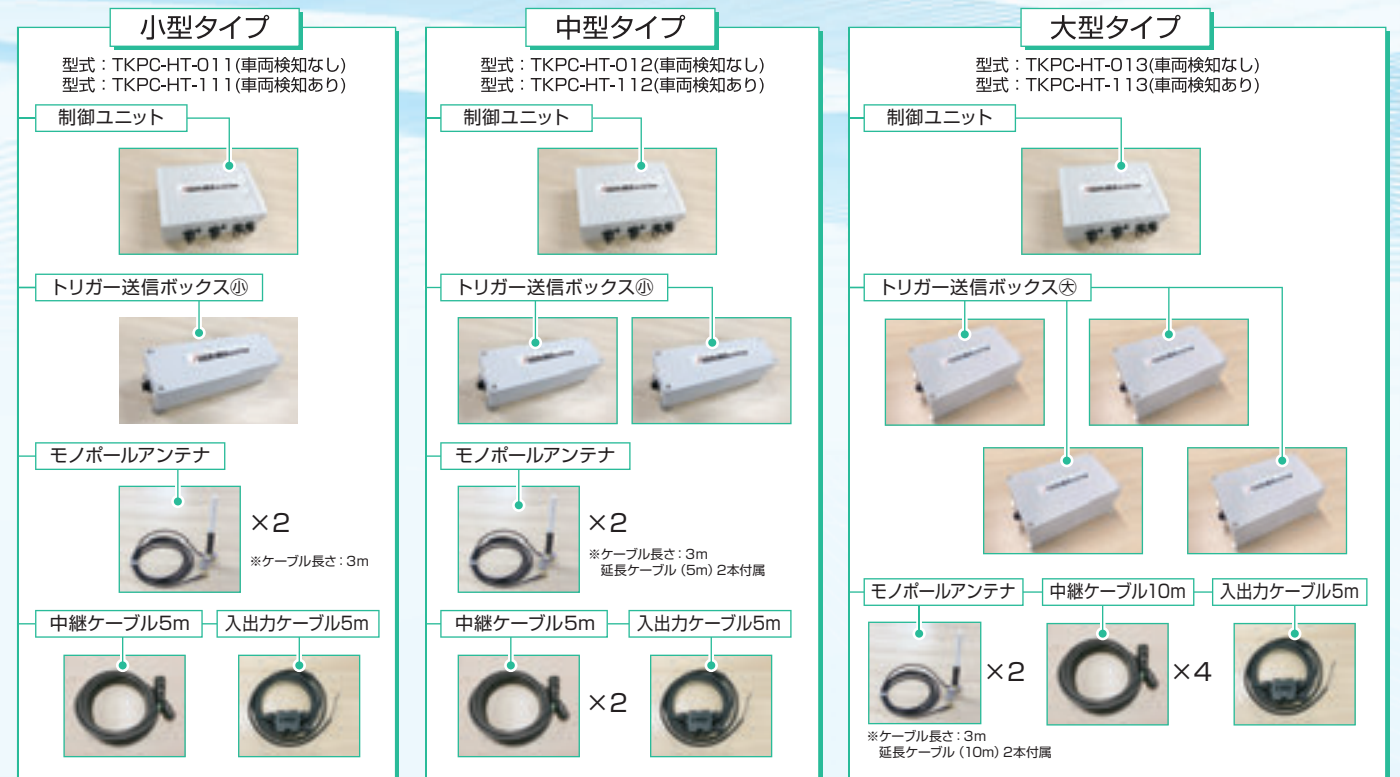 小型タイプ
型式：TKPC-HT-011(車両検知なし)
型式：TKPC-HT-111(車両検知あり)
制御ユニット
トリガー送信ボックス㊙小
モノポールアンテナ
×2
※ケーブル長さ：3m
中継ケーブル5m
入出力ケーブル5m
中型タイプ
型式：TKPC-HT-012(車両検知なし)
型式：TKPC-HT-112(車両検知あり)
制御ユニット
トリガー送信ボックス小
モノポールアンテナ
×2
※ケーブル長さ：3m
延長ケーブル（5m）2本付属
中継ケーブル5m
入出力ケーブル5m
×2
大型タイプ
型式：TKPC-HT-013(車両検知なし)
型式：TKPC-HT-113(車両検知あり)
制御ユニット
トリガー送信ボックス大
モノポールアンテナ
中継ケーブル10m
入出力ケーブル5m
×2
×4
※ケーブル長さ：3m
延長ケーブル（10m）2本付属